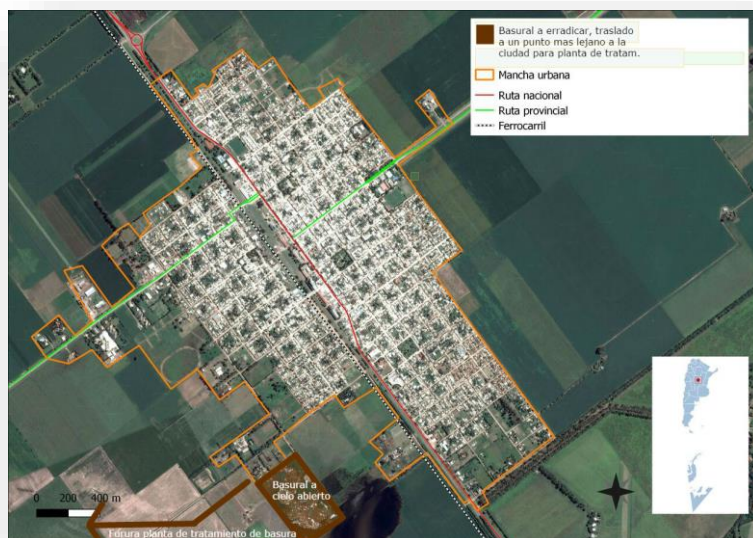 Basural a erradicar, traslado
a un punto mas lejano a la
ciudad para planta de tratam.
Mancha urbana
Ruta nacional
Ruta provincial
Ferrocarril
Basural a
cielo abierto
0 200 400 m
planta de tratamiento de basura